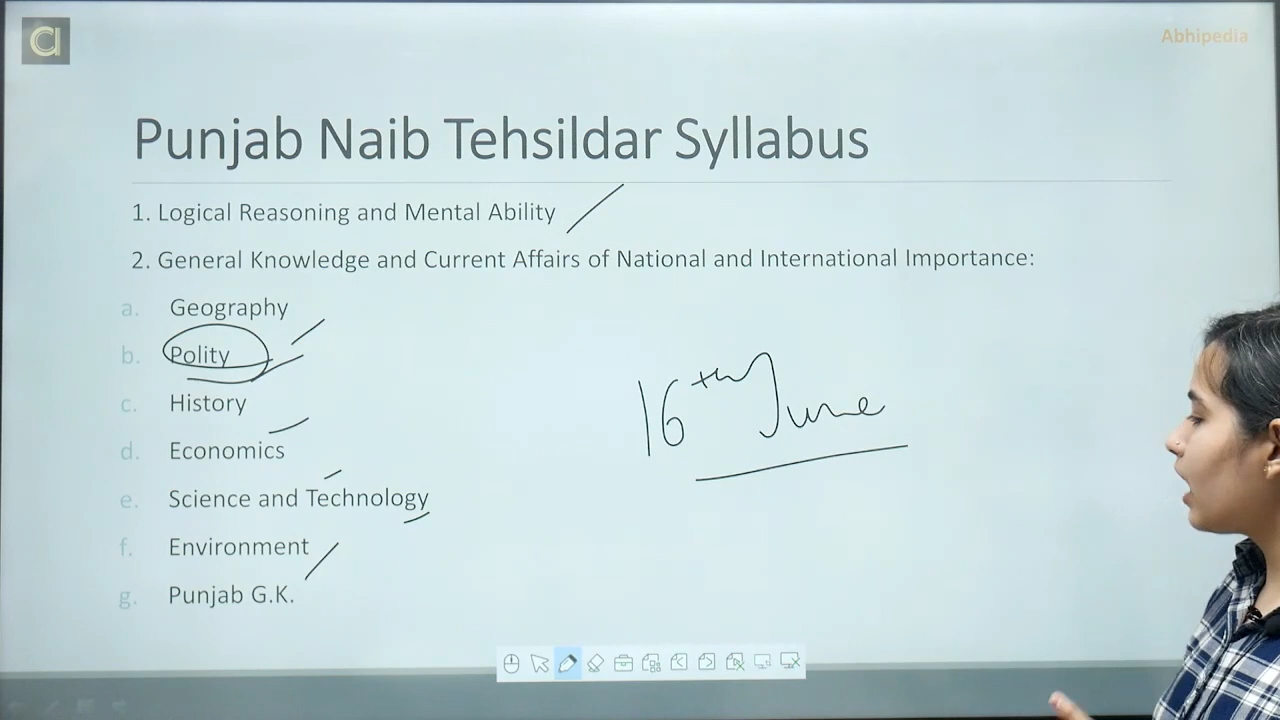 Abhipedia
Punjab Naib Tehsildar Syllabus
1. Logical Reasoning and Mental Ability
2. General Knowledge and Current Affairs of National and International Importance:
a. Geography
b. Polity
c. History
d. Economics
e. Science and Technology
f. Environment
g. Punjab G.K.
16th June